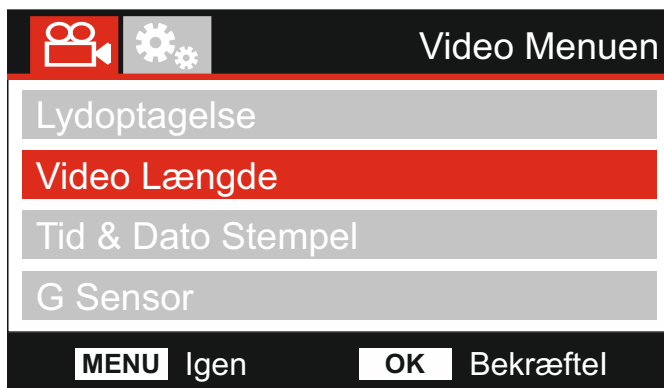 Video Menuen
Lydoptagelse
Video Længde
Tid & Dato Stempel
G Sensor
MENU Igen OK Bekræftel